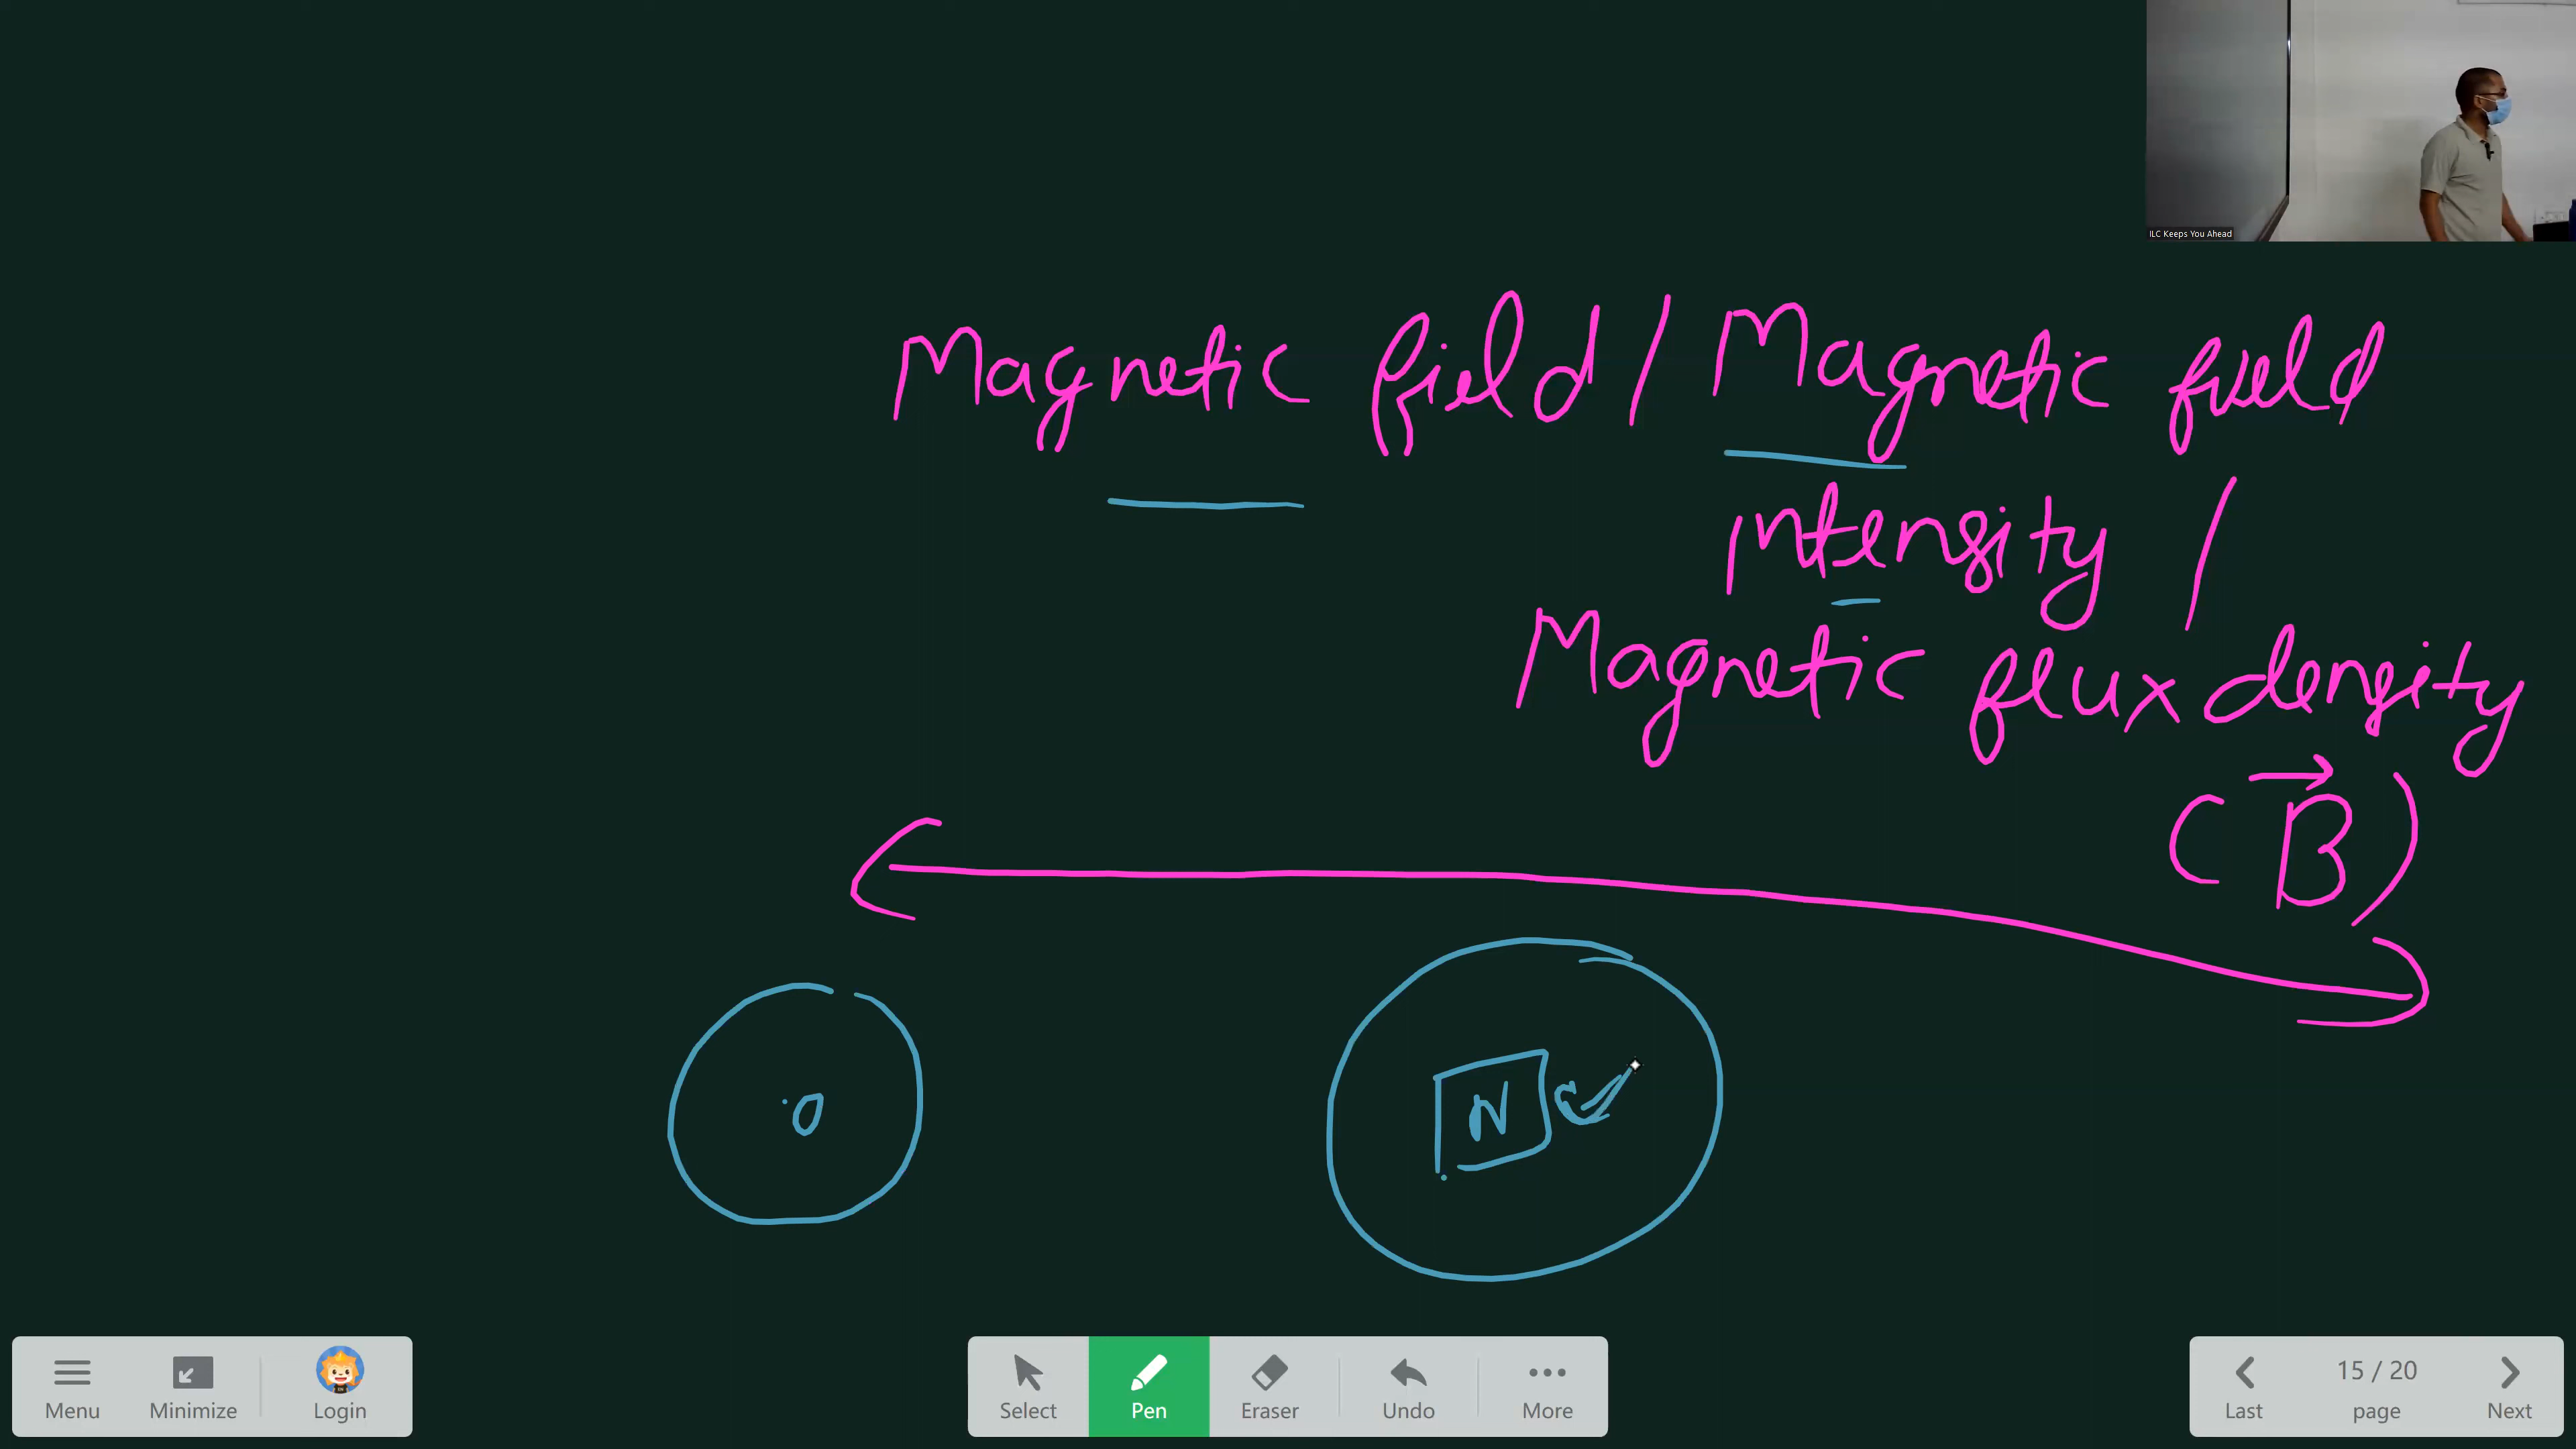 ILC Keeps You Ahead
Magnetic field / Magnetic field
intensity /
Magnetic flux density
(B)
N
Menu
Minimize
Login
Select
Pen
Eraser
Undo
More
Last
15 / 20
page
Next